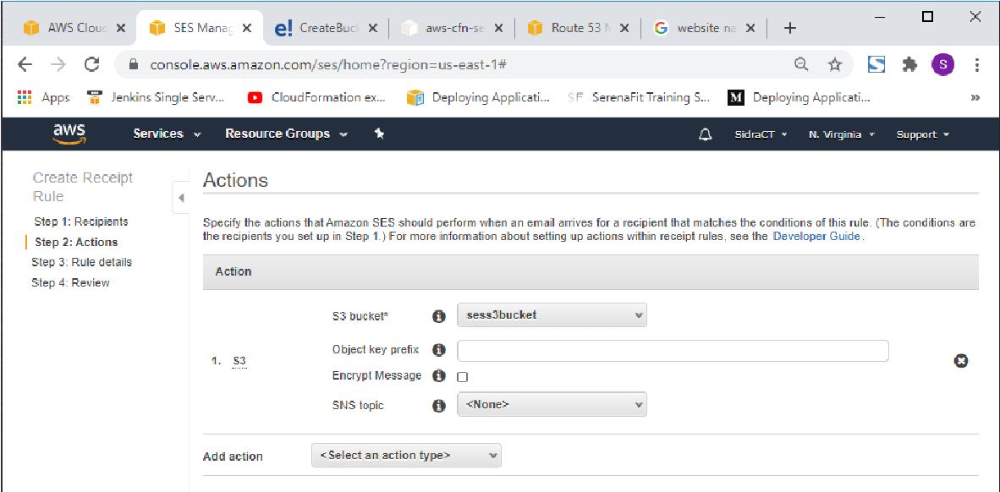 AWS Cloud
SES Manag
e! CreateBuck
aws-cfn-se
Route 53 M
G website na
console.aws.amazon.com/ses/home?region=us-east-1#
S
S
Apps
Jenkins Single Serv...
CloudFormation ex...
Deploying Applicati...
SF SerenaFit Training S...
M Deploying Applicati...
»
aws
Services
Resource Groups
SidraCT
N. Virginia
Support
Create Receipt
Rule
Step 1: Recipients
Step 2: Actions
Step 3: Rule details
Step 4: Review
Actions
Specify the actions that Amazon SES should perform when an email arrives for a recipient that matches the conditions of this rule. (The conditions are
the recipients you set up in Step 1.) For more information about setting up actions within receipt rules, see the Developer Guide.
Action
1. S3
S3 bucket* i sess3bucket
Object key prefix i
Encrypt Message i
SNS topic i <None>
Add action <Select an action type>